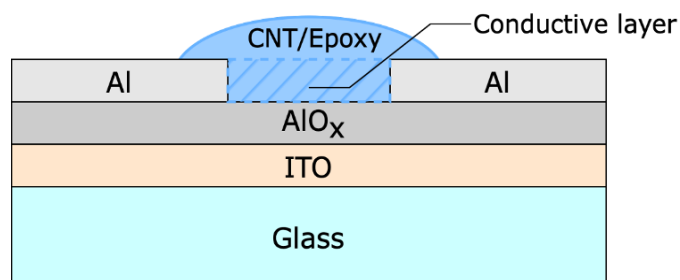 Conductive layer
CNT/Epoxy
Al
Al
AlOx
ITO
Glass